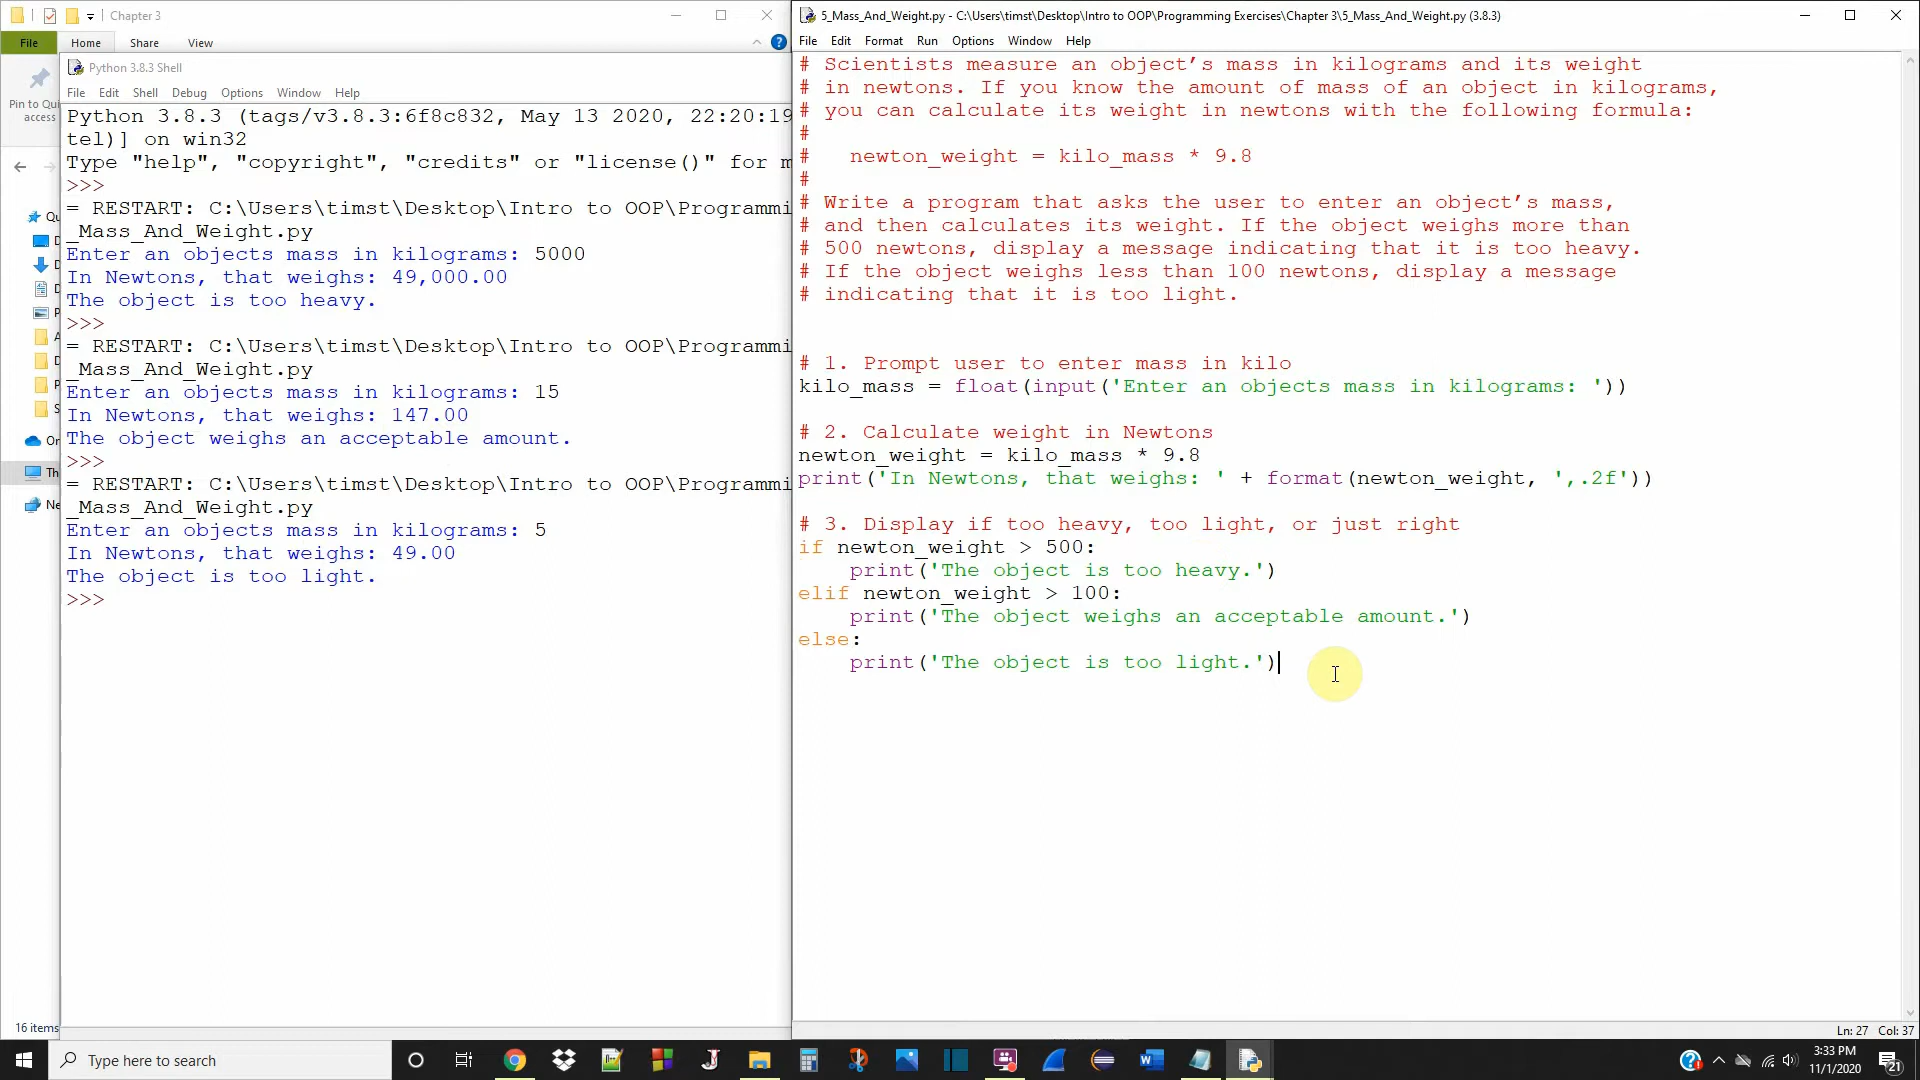 Chapter 3
File Home Share View
Pin to Qui
access
16 items
Python 3.8.3 Shell
File Edit Shell Debug Options Window Help
Python 3.8.3 (tags/v3.8.3:6f8c832, May 13 2020, 22:20:19
tel)] on win32
Type "help", "copyright", "credits" or "license()" for m
>>>
= RESTART: C:\Users\timst\Desktop\Intro to OOP\Programmi
_Mass_And_Weight.py
Enter an objects mass in kilograms: 5000
In Newtons, that weighs: 49,000.00
The object is too heavy.
>>>
= RESTART: C:\Users\timst\Desktop\Intro to OOP\Programmi
_Mass_And_Weight.py
Enter an objects mass in kilograms: 15
In Newtons, that weighs: 147.00
The object weighs an acceptable amount.
>>>
= RESTART: C:\Users\timst\Desktop\Intro to OOP\Programmi
_Mass_And_Weight.py
Enter an objects mass in kilograms: 5
In Newtons, that weighs: 49.00
The object is too light.
>>>
5_Mass_And_Weight.py - C:\Users\timst\Desktop\Intro to OOP\Programming Exercises\Chapter 3\5_Mass_And_Weight.py (3.8.3)
File Edit Format Run Options Window Help
# Scientists measure an object’s mass in kilograms and its weight
# in newtons. If you know the amount of mass of an object in kilograms,
# you can calculate its weight in newtons with the following formula:
#
#   newton_weight = kilo_mass * 9.8
#
# Write a program that asks the user to enter an object’s mass,
# and then calculates its weight. If the object weighs more than
# 500 newtons, display a message indicating that it is too heavy.
# If the object weighs less than 100 newtons, display a message
# indicating that it is too light.
# 1. Prompt user to enter mass in kilo
kilo_mass = float(input('Enter an objects mass in kilograms: '))
# 2. Calculate weight in Newtons
newton_weight = kilo_mass * 9.8
print('In Newtons, that weighs: ' + format(newton_weight, ',.2f'))
# 3. Display if too heavy, too light, or just right
if newton_weight > 500:
    print('The object is too heavy.')
elif newton_weight > 100:
    print('The object weighs an acceptable amount.')
else:
    print('The object is too light.')
Ln: 27 Col: 37
Type here to search
3:33 PM
11/1/2020
21